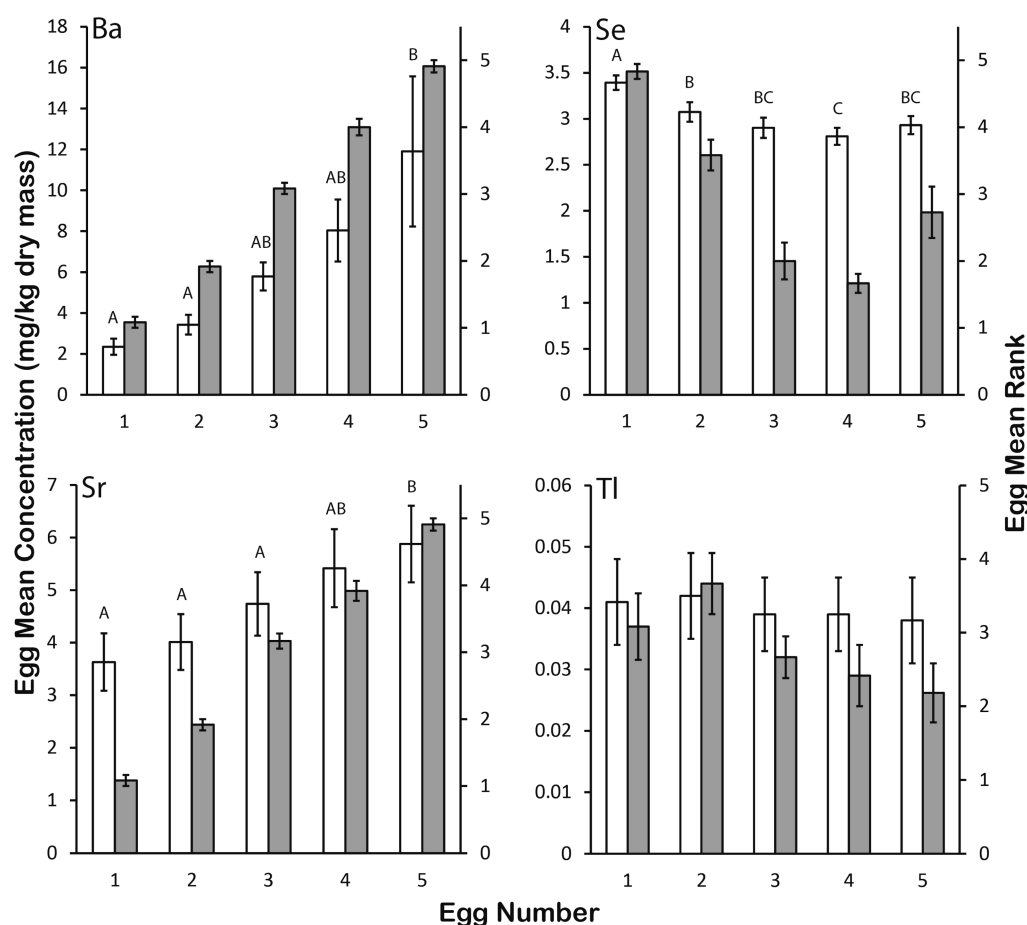 Ba
18
16
14
12
10
8
6
4
2
0
A
A
AB
AB
B
5
4
3
2
1
0
1 2 3 4 5
Se
4
3.5
3
2.5
2
1.5
1
0.5
0
A
B
BC
C
BC
5
4
3
2
1
0
1 2 3 4 5
Sr
7
6
5
4
3
2
1
0
A
A
A
AB
B
5
4
3
2
1
0
1 2 3 4 5
Tl
0.06
0.05
0.04
0.03
0.02
0.01
0
5
4
3
2
1
0
1 2 3 4 5
Egg Mean Concentration (mg/kg dry mass)
Egg Mean Rank
Egg Number